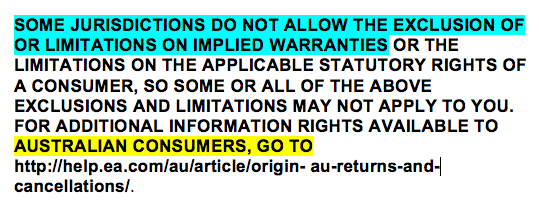 SOME JURISDICTIONS DO NOT ALLOW THE EXCLUSION OF
OR LIMITATIONS ON IMPLIED WARRANTIES OR THE
LIMITATIONS ON THE APPLICABLE STATUTORY RIGHTS OF
A CONSUMER, SO SOME OR ALL OF THE ABOVE
EXCLUSIONS AND LIMITATIONS MAY NOT APPLY TO YOU.
FOR ADDITIONAL INFORMATION RIGHTS AVAILABLE TO
AUSTRALIAN CONSUMERS, GO TO
http://help.ea.com/au/article/origin- au-returns-and-
cancellations/.